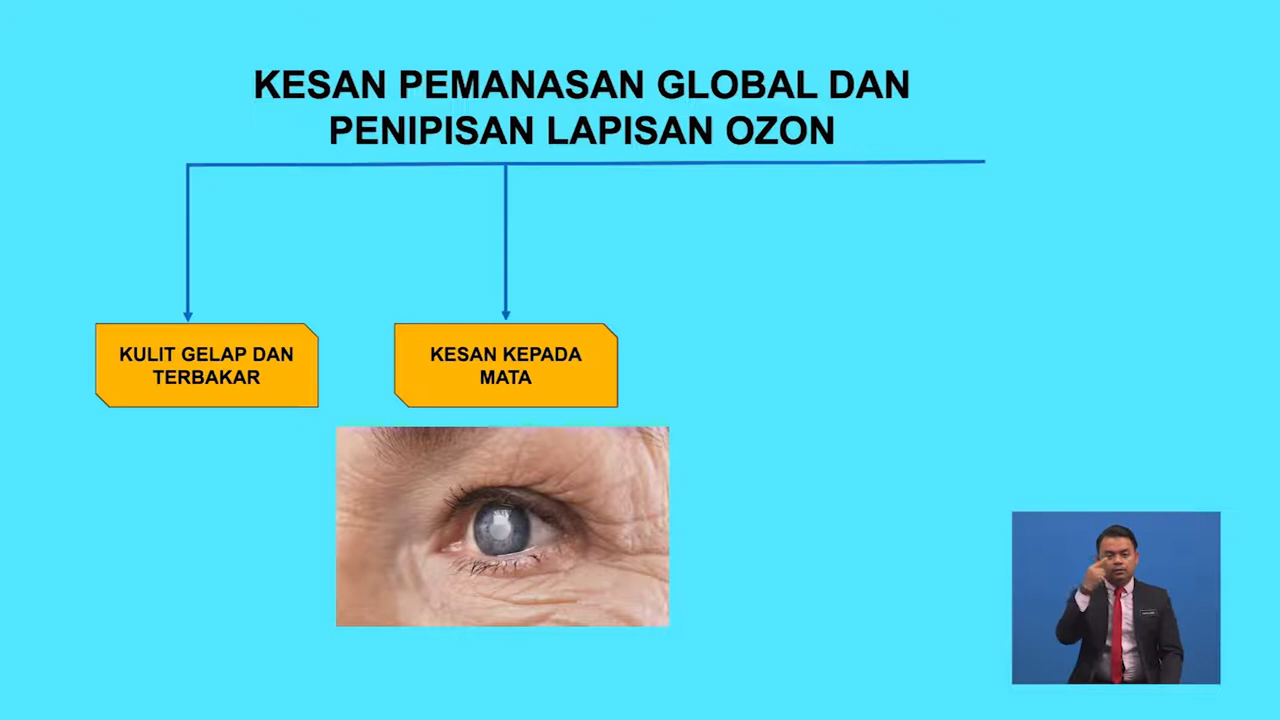 KESAN PEMANASAN GLOBAL DAN
PENIPISAN LAPISAN OZON
KULIT GELAP DAN
TERBAKAR
KESAN KEPADA
MATA